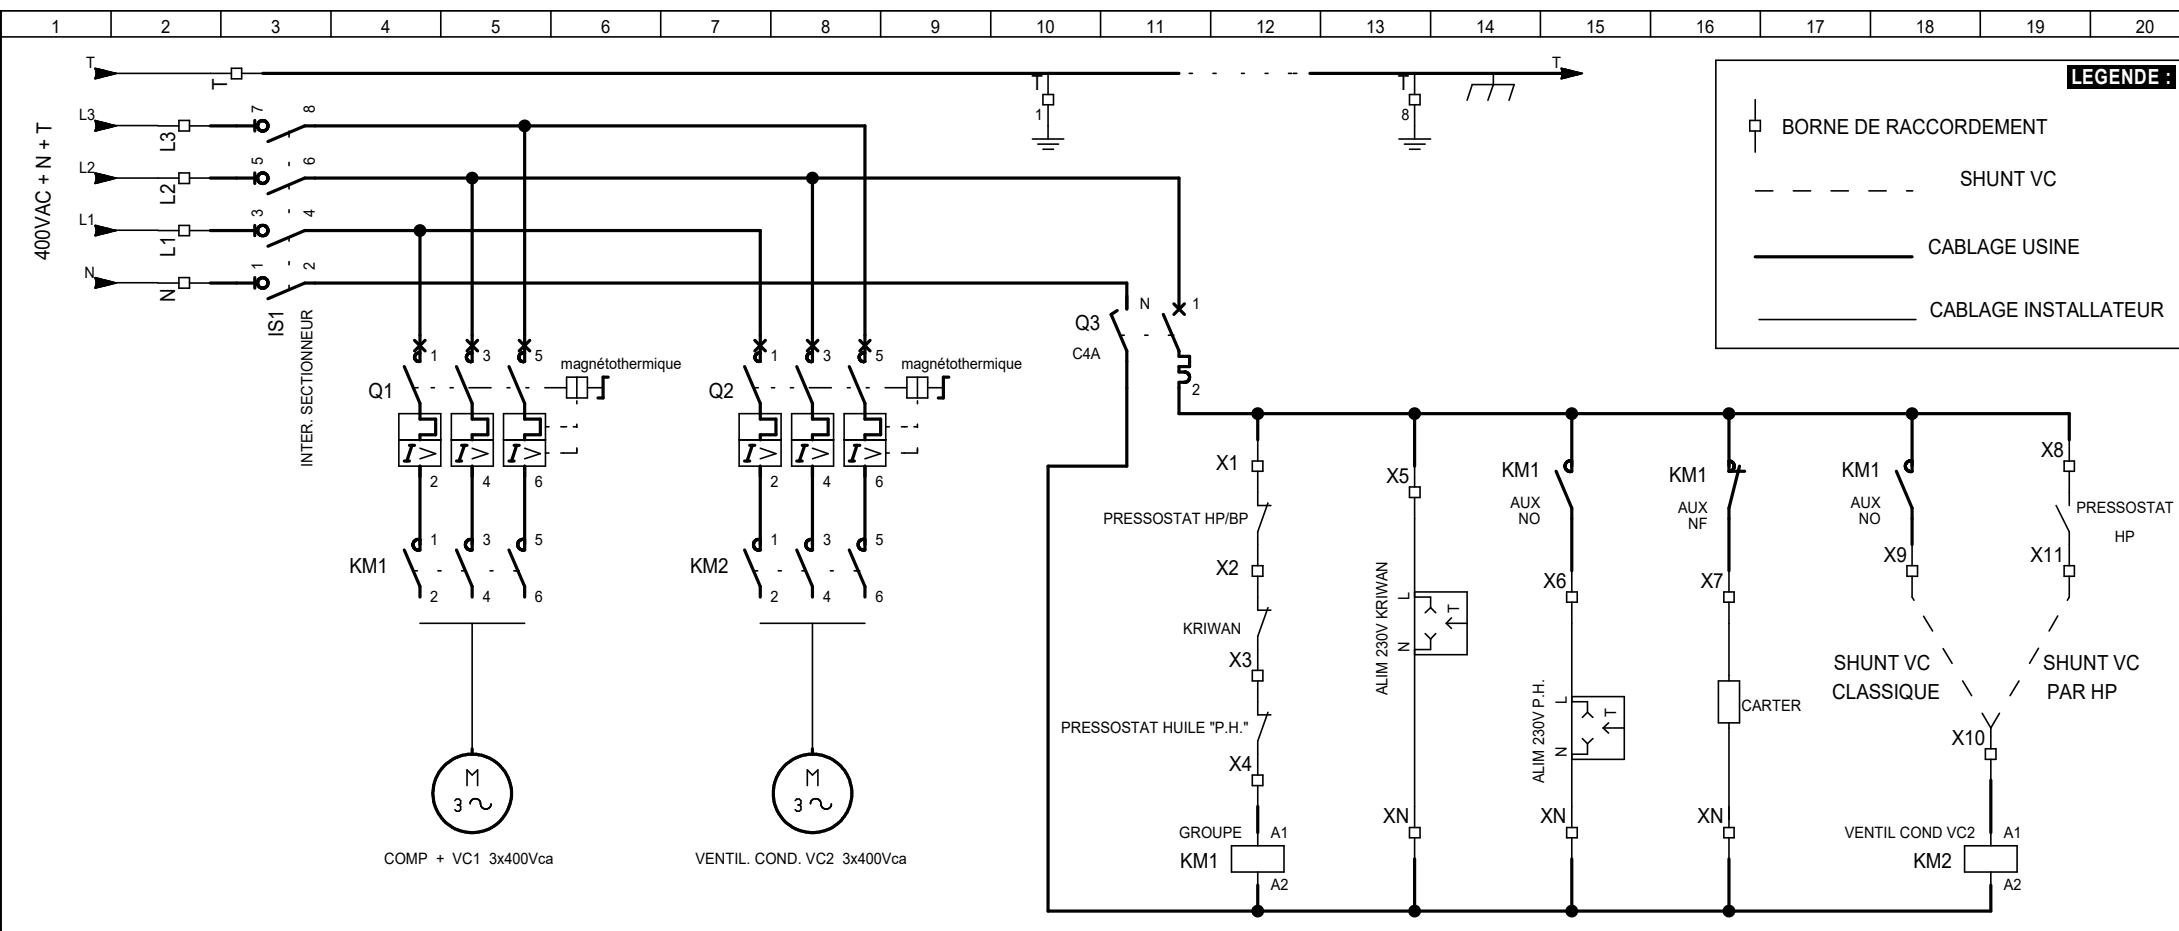 1 2 3 4 5 6 7 8 9 10 11 12 13 14 15 16 17 18 19 20
T T T T T
1 8
400VAC + N + T
L3 L3 7 8
L2 L2 5 6
L1 L1 3 4
N N 1 2
IS1
INTER. SECTIONNEUR
LEGENDE :
BORNE DE RACCORDEMENT
SHUNT VC
CABLAGE USINE
CABLAGE INSTALLATEUR
Q1 1 3 5 magnétothermique
I > I > I >
2 4 6
KM1 1 3 5
2 4 6
M
3
COMP + VC1 3x400Vca
Q2 1 3 5 magnétothermique
I > I > I >
2 4 6
KM2 1 3 5
2 4 6
M
3
VENTIL. COND. VC2 3x400Vca
Q3 N 1
C4A
2
X1
PRESSOSTAT HP/BP
X2
KRIWAN
X3
PRESSOSTAT HUILE "P.H."
X4
GROUPE A1
KM1
A2
X5
ALIM 230V KRIWAN
L
T
N
XN
KM1
AUX
NO
X6
ALIM 230V P.H.
L
T
N
XN
KM1
AUX
NF
X7
CARTER
XN
KM1
AUX
NO
X9
X8
PRESSOSTAT
HP
X11
SHUNT VC
CLASSIQUE
SHUNT VC
PAR HP
X10
VENTIL COND VC2 A1
KM2
A2